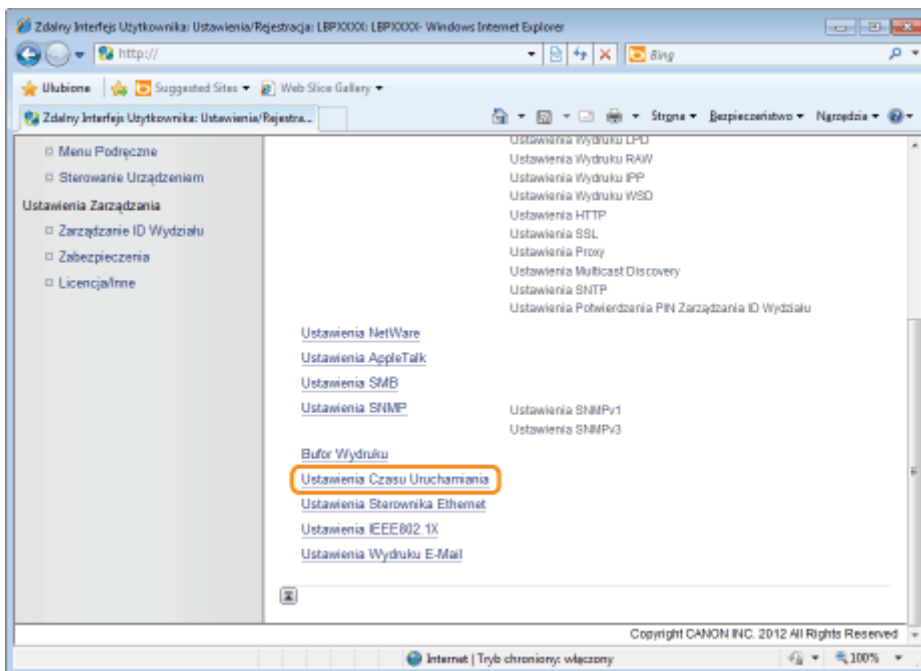 Zdalny Interfejs Użytkownika: Ustawienia/Rejestracja: LBPXXXX: LBPXXXX- Windows Internet Explorer
http://
Bing
Ulubione Suggested Sites Web Slice Gallery
Zdalny Interfejs Użytkownika: Ustawienia/Rejestra...
Strona Bezpieczeństwo Narzędzia
Menu Podręczne
Sterowanie Urządzeniem
Ustawienia Zarządzania
Zarządzanie ID Wydziału
Zabezpieczenia
Licencja/Inne
Ustawienia Wydruku LPD
Ustawienia Wydruku RAW
Ustawienia Wydruku IPP
Ustawienia Wydruku WSD
Ustawienia HTTP
Ustawienia SSL
Ustawienia Proxy
Ustawienia Multicast Discovery
Ustawienia SNTP
Ustawienia Potwierdzenia PIN Zarządzania ID Wydziału
Ustawienia NetWare
Ustawienia AppleTalk
Ustawienia SMB
Ustawienia SNMP
Ustawienia SNMPv1
Ustawienia SNMPv3
Bufor Wydruku
Ustawienia Czasu Uruchamiania
Ustawienia Sterownika Ethernet
Ustawienia IEEE802.1X
Ustawienia Wydruku E-Mail
Copyright CANON INC. 2012 All Rights Reserved
Internet | Tryb chroniony: włączony
100%